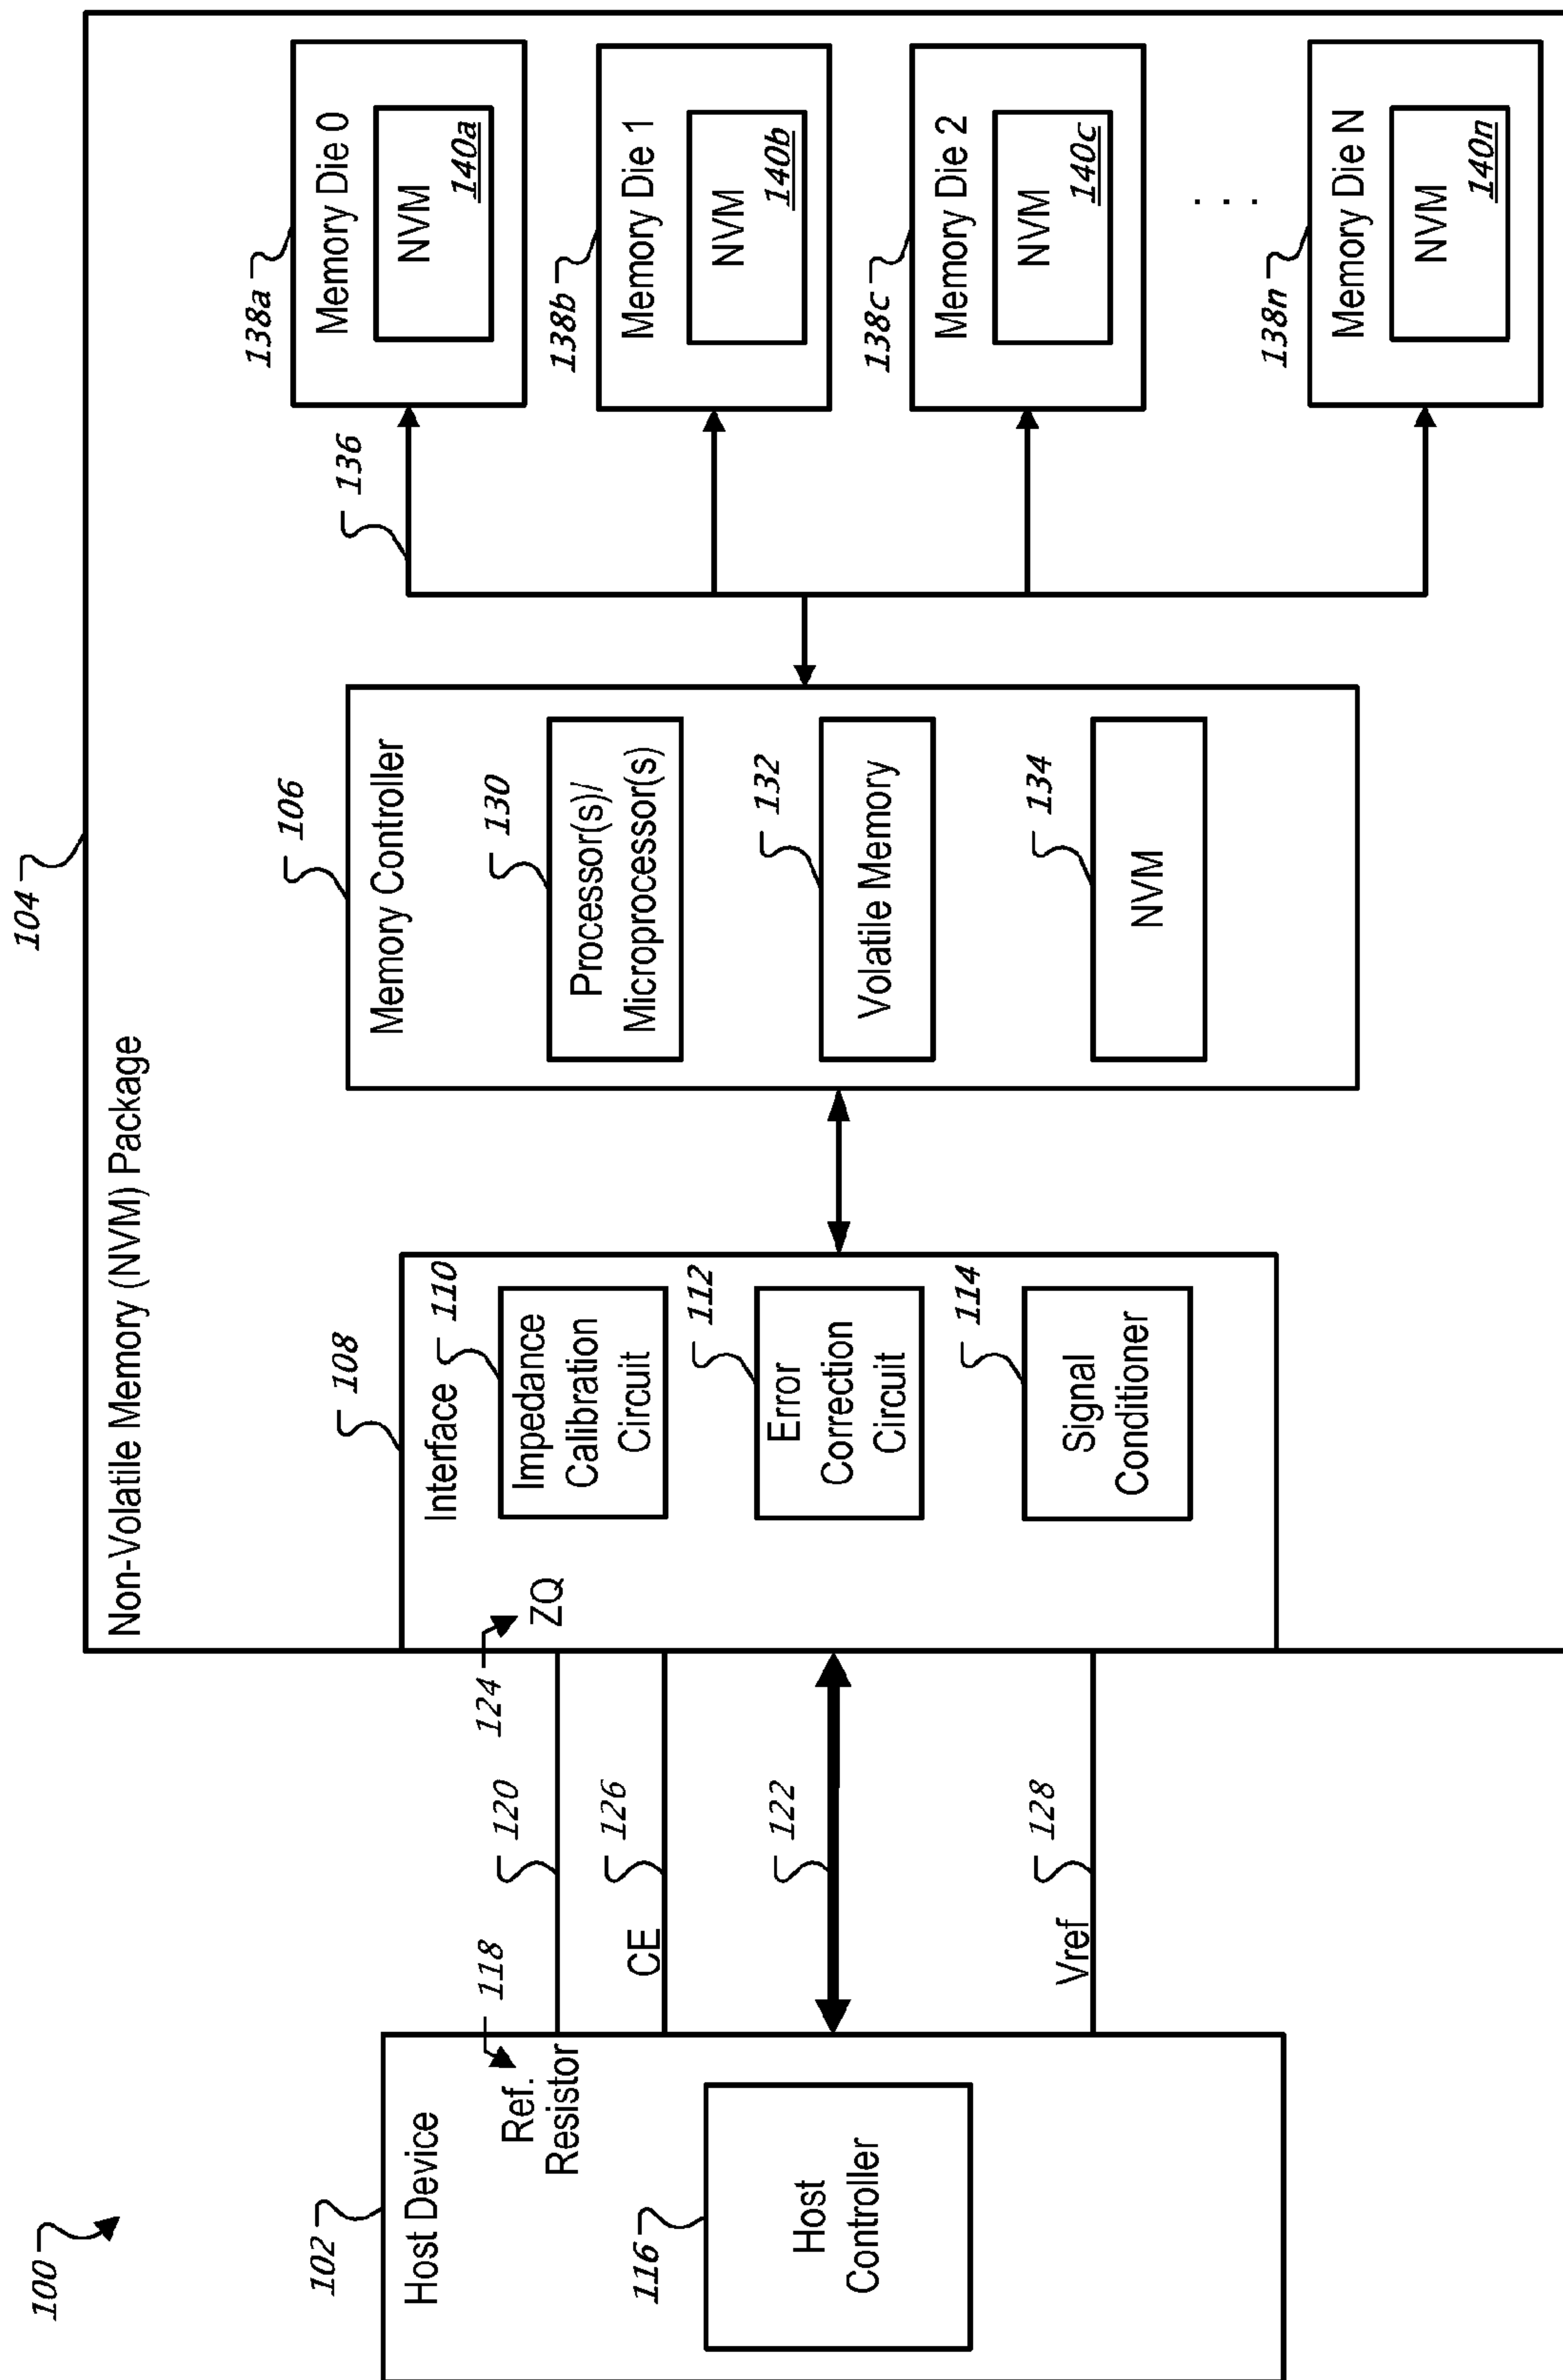 100
102
Host Device
118
Ref.
Resistor
116
Host
Controller
120
CE
126
122
Vref
128
104
Non-Volatile Memory (NVM) Package
124
ZQ
108
Interface
110
Impedance
Calibration
Circuit
112
Error
Correction
Circuit
114
Signal
Conditioner
106
Memory Controller
130
Processor(s)/
Microprocessor(s)
132
Volatile Memory
134
NVM
136
138a
Memory Die 0
NVM
140a
138b
Memory Die 1
NVM
140b
138c
Memory Die 2
NVM
140c
. . .
138n
Memory Die N
NVM
140n